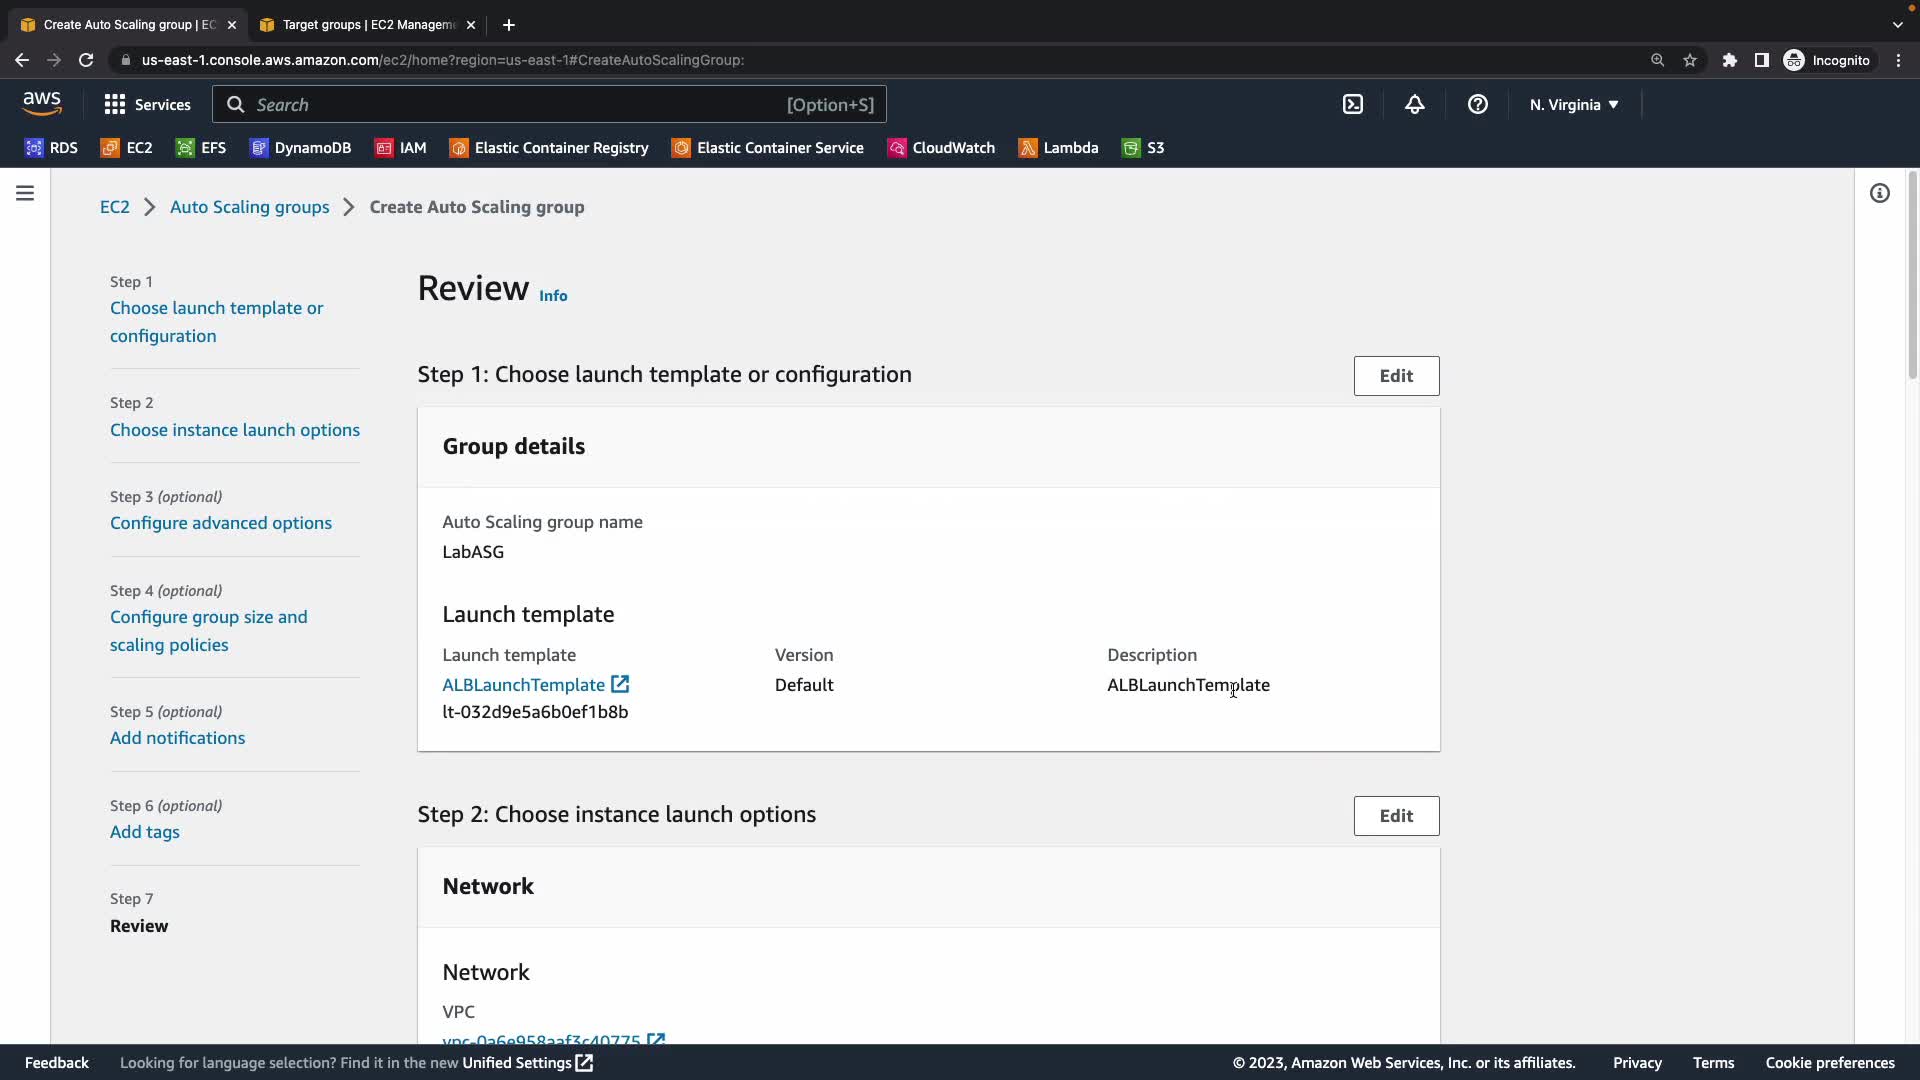 Create Auto Scaling group | EC
Target groups | EC2 Managem
us-east-1.console.aws.amazon.com/ec2/home?region=us-east-1#CreateAutoScalingGroup:
Incognito
aws
Services
Search
[Option+S]
N. Virginia
RDS
EC2
EFS
DynamoDB
IAM
Elastic Container Registry
Elastic Container Service
CloudWatch
Lambda
S3
EC2 > Auto Scaling groups > Create Auto Scaling group
Step 1
Choose launch template or
configuration
Step 2
Choose instance launch options
Step 3 (optional)
Configure advanced options
Step 4 (optional)
Configure group size and
scaling policies
Step 5 (optional)
Add notifications
Step 6 (optional)
Add tags
Step 7
Review
Review Info
Step 1: Choose launch template or configuration
Edit
Group details
Auto Scaling group name
LabASG
Launch template
Launch template
ALBLaunchTemplate
lt-032d9e5a6b0ef1b8b
Version
Default
Description
ALBLaunchTemplate
Step 2: Choose instance launch options
Edit
Network
Network
VPC
vpc-0a6e958aaf3c40775
Feedback
Looking for language selection? Find it in the new Unified Settings
© 2023, Amazon Web Services, Inc. or its affiliates.
Privacy
Terms
Cookie preferences